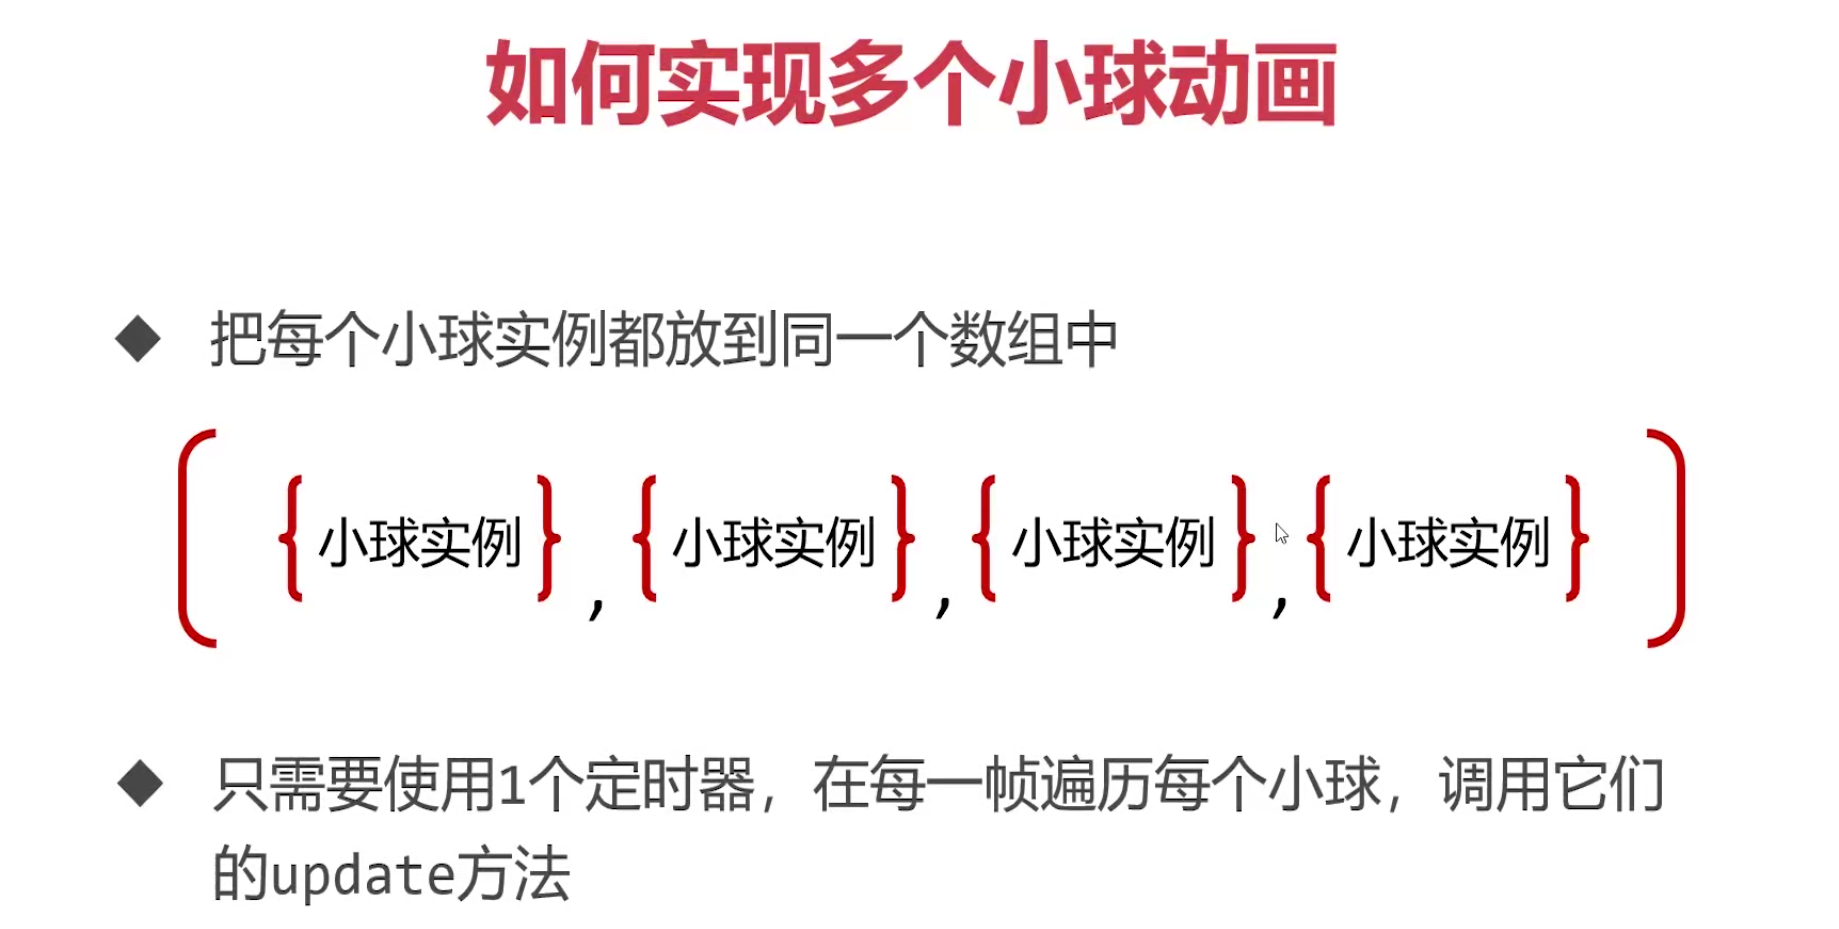 如何实现多个小球动画
◆ 把每个小球实例都放到同一个数组中
[ { 小球实例 } , { 小球实例 } , { 小球实例 } , { 小球实例 } ]
◆ 只需要使用1个定时器，在每一帧遍历每个小球，调用它们
的update方法